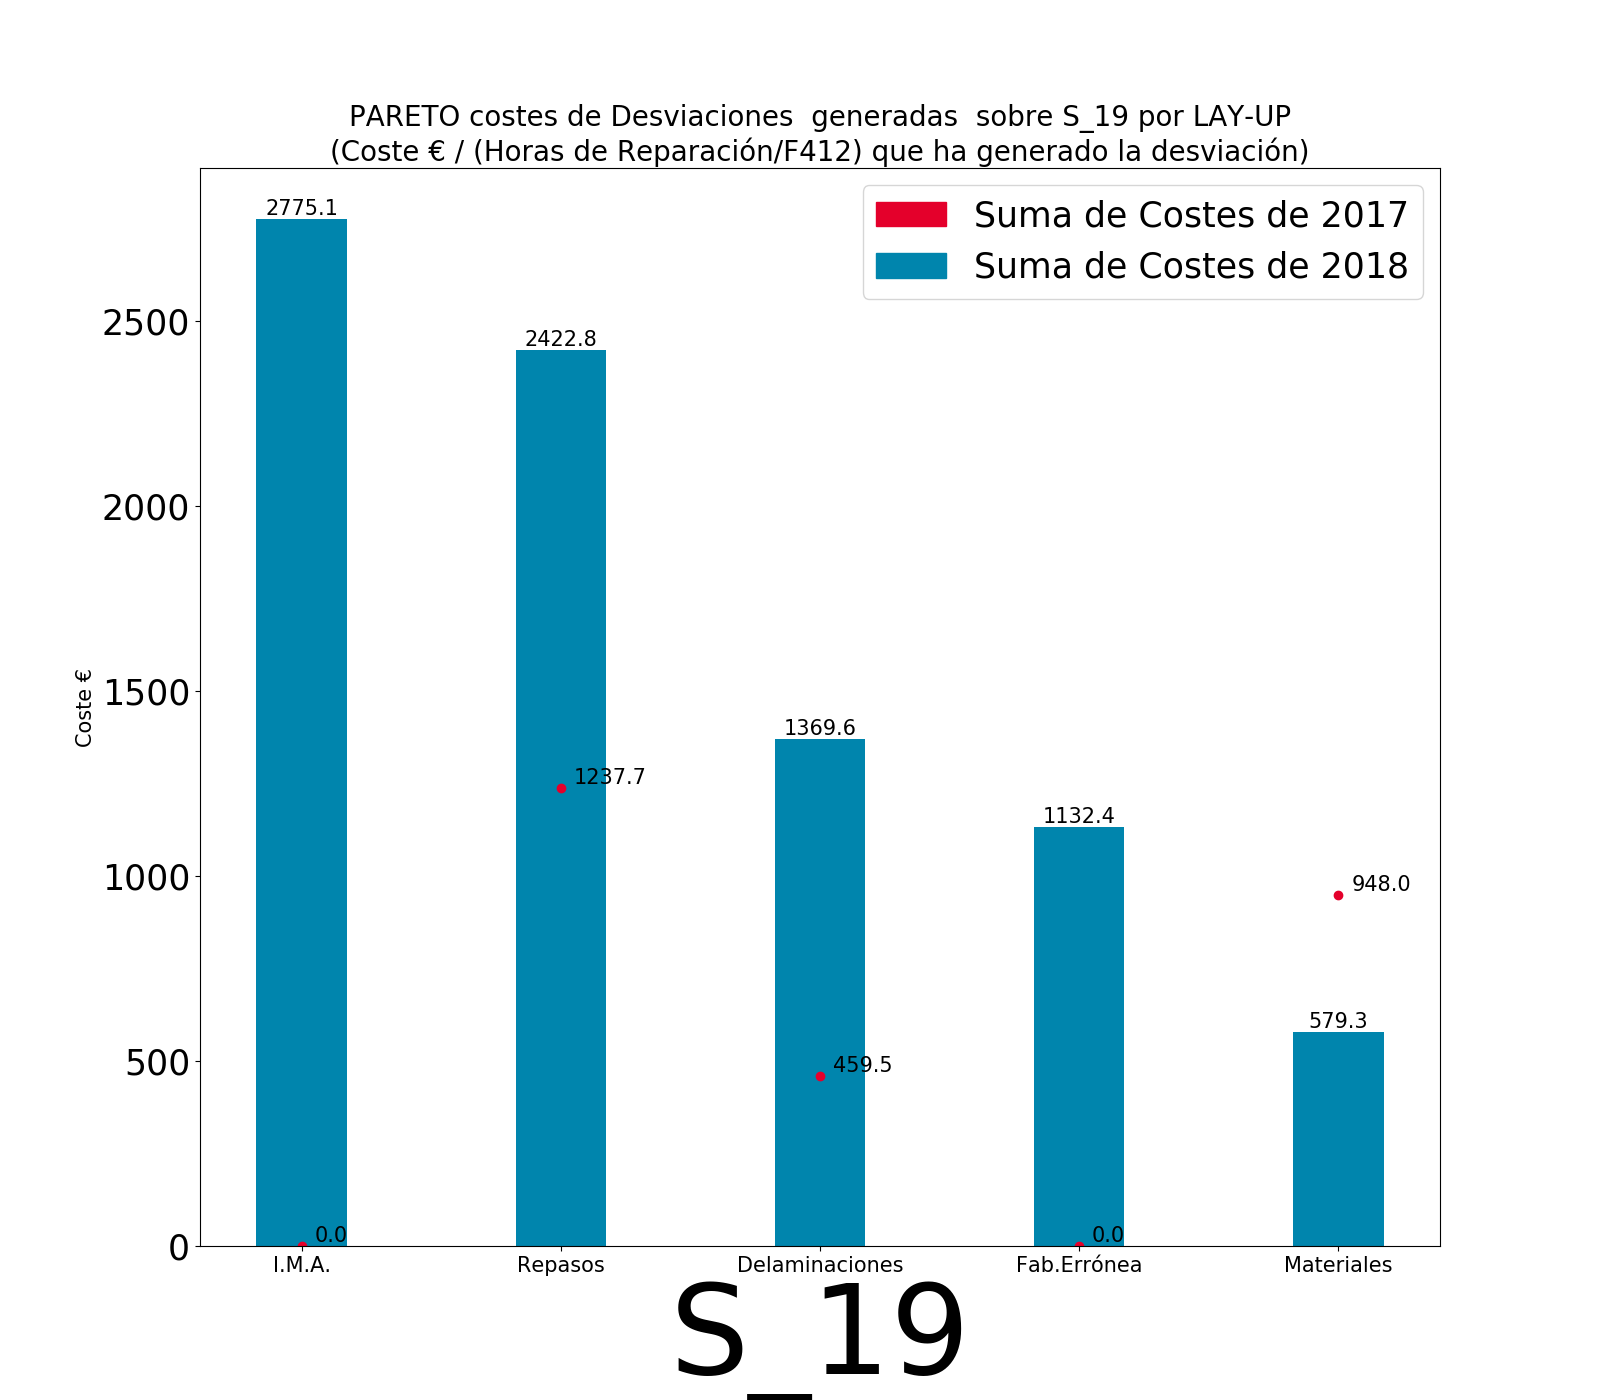 PARETO costes de Desviaciones  generadas  sobre S_19 por LAY-UP
(Coste € / (Horas de Reparación/F412) que ha generado la desviación)
Suma de Costes de 2017
Suma de Costes de 2018
2775.1
2422.8
1369.6
1132.4
579.3
0.0
1237.7
459.5
0.0
948.0
Coste €
2500
2000
1500
1000
500
0
I.M.A.
Repasos
Delaminaciones
Fab.Errónea
Materiales
S_19